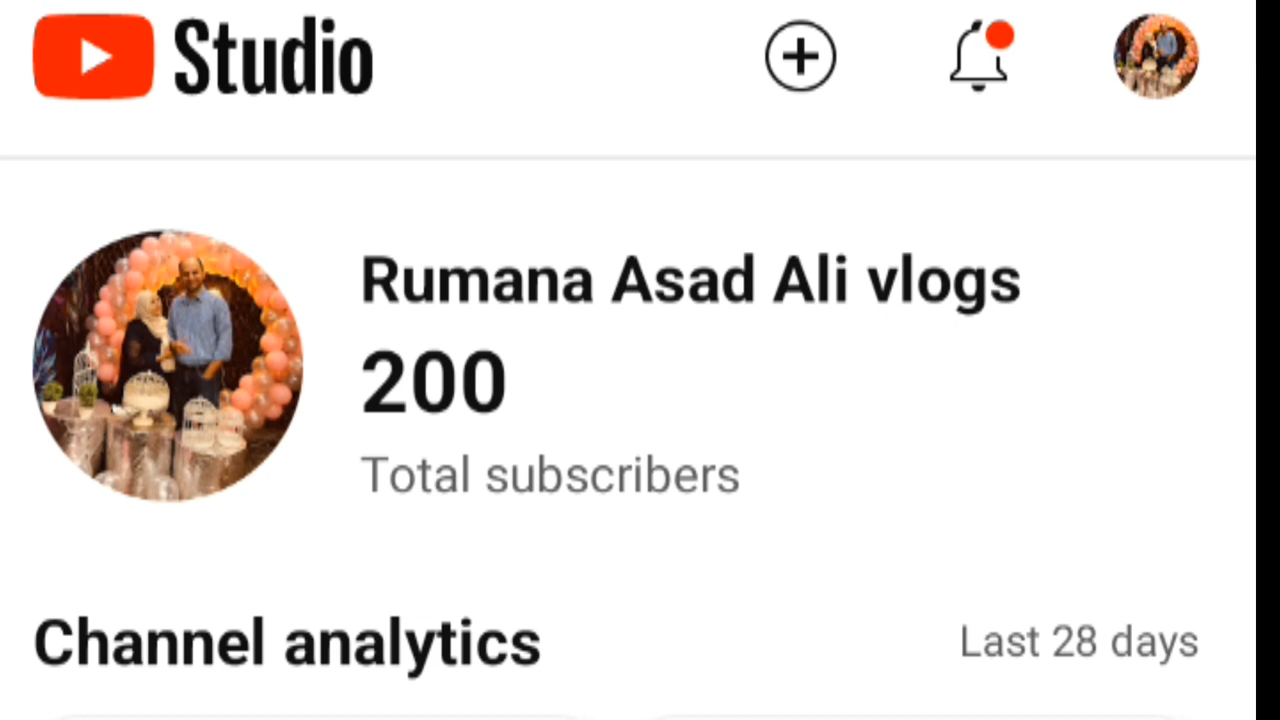 Studio
Rumana Asad Ali vlogs
200
Total subscribers
Channel analytics
Last 28 days